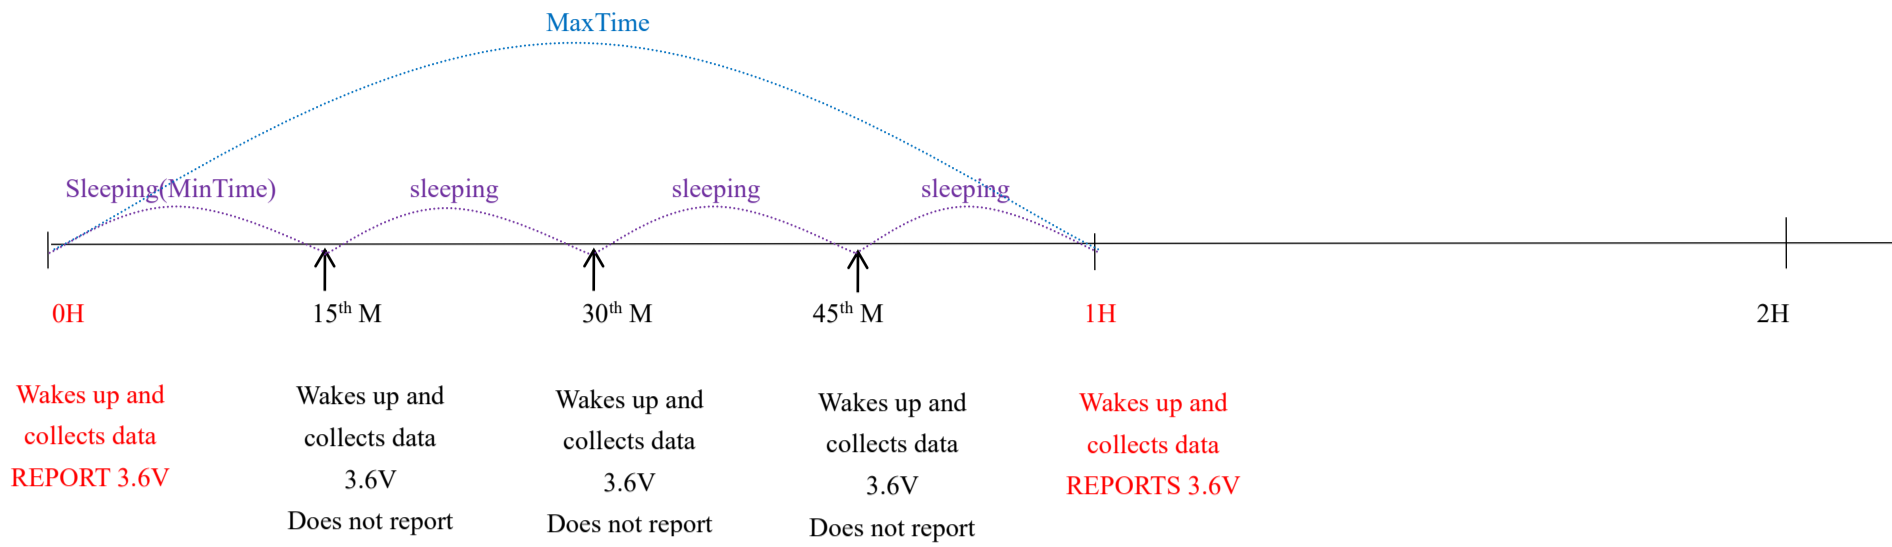 MaxTime
Sleeping(MinTime)
sleeping
sleeping
sleeping
0H
15th M
30th M
45th M
1H
2H
Wakes up and
collects data
REPORT 3.6V
Wakes up and
collects data
3.6V
Does not report
Wakes up and
collects data
3.6V
Does not report
Wakes up and
collects data
3.6V
Does not report
Wakes up and
collects data
REPORTS 3.6V